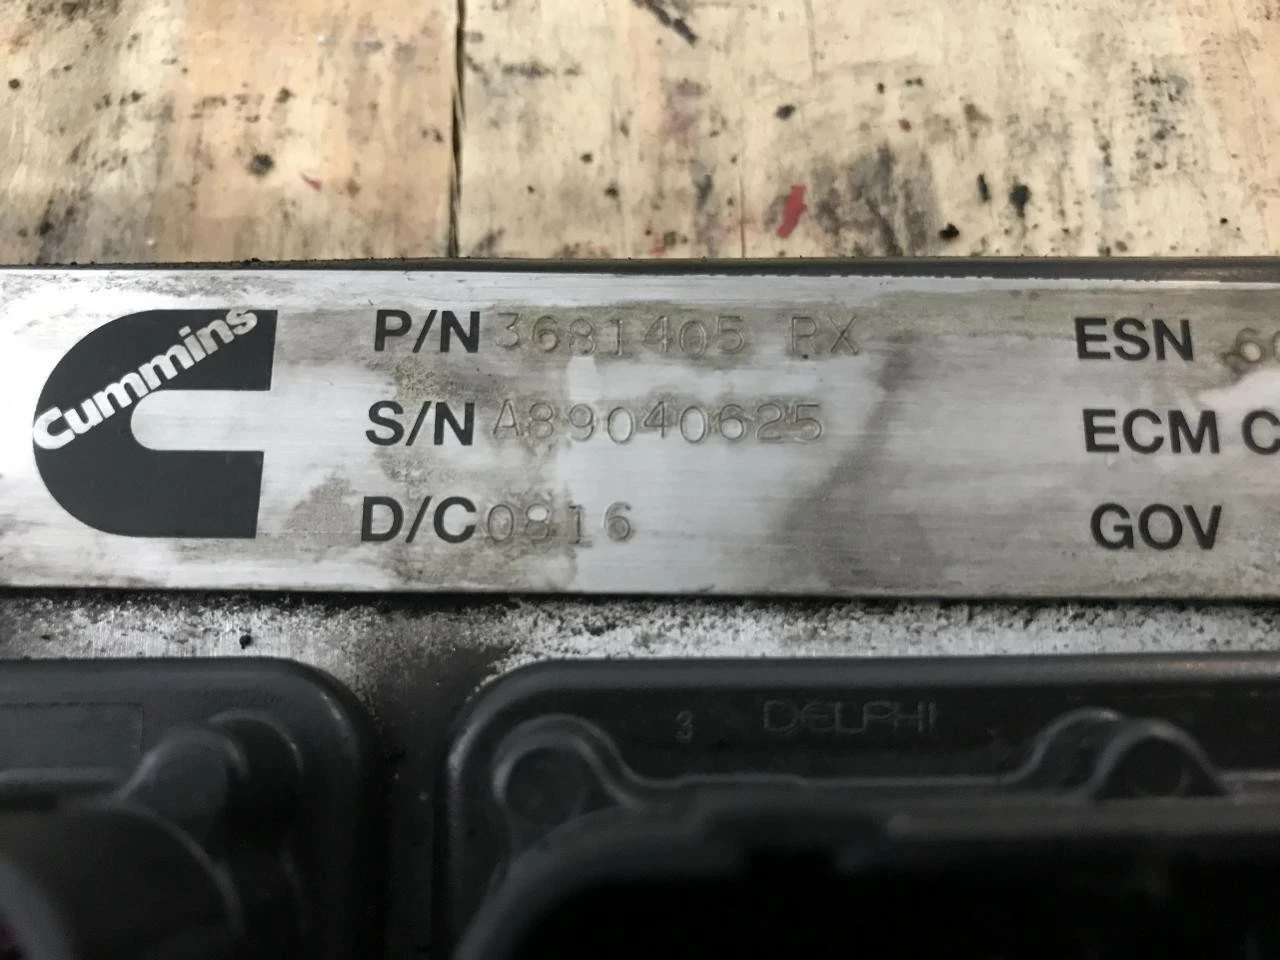 Cummins
P/N 3681405 RX
S/N A89040625
D/C 0816
ESN
ECM C
GOV
3 DELPHI